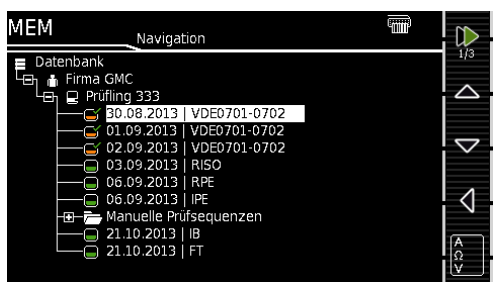 MEM
Navigation
1/3
Datenbank
Firma GMC
Prüfling 333
30.08.2013 | VDE0701-0702
01.09.2013 | VDE0701-0702
02.09.2013 | VDE0701-0702
03.09.2013 | RISO
06.09.2013 | RPE
06.09.2013 | IPE
Manuelle Prüfsequenzen
21.10.2013 | IB
21.10.2013 | FT
A
Ω
V